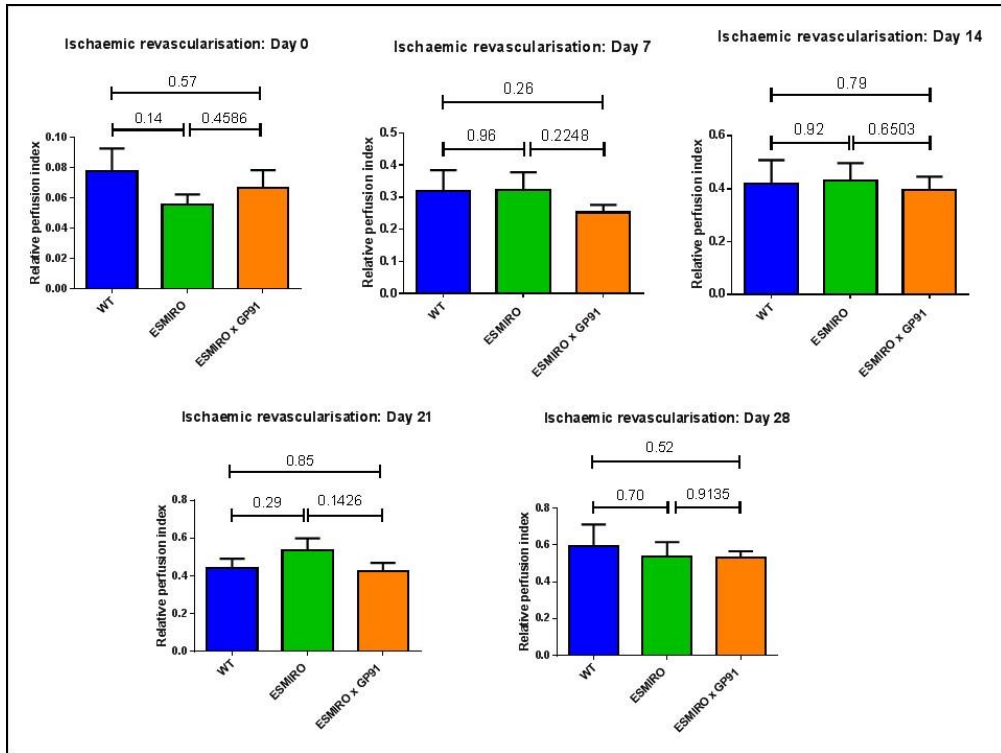 Ischaemic revascularisation: Day 0
0.57
0.14
0.4586
Relative perfusion index
0.10
0.08
0.06
0.04
0.02
0.00
WT
ESMIRO
ESMIRO x GP91
Ischaemic revascularisation: Day 7
0.26
0.96
0.2248
Relative perfusion index
0.5
0.4
0.3
0.2
0.1
0.0
WT
ESMIRO
ESMIRO x GP91
Ischaemic revascularisation: Day 14
0.79
0.92
0.6503
Relative perfusion index
0.6
0.4
0.2
0.0
WT
ESMIRO
ESMIRO x GP91
Ischaemic revascularisation: Day 21
0.85
0.29
0.1426
Relative perfusion index
0.8
0.6
0.4
0.2
0.0
WT
ESMIRO
ESMIRO x GP91
Ischaemic revascularisation: Day 28
0.52
0.70
0.9135
Relative perfusion index
0.8
0.6
0.4
0.2
0.0
WT
ESMIRO
ESMIRO x GP91